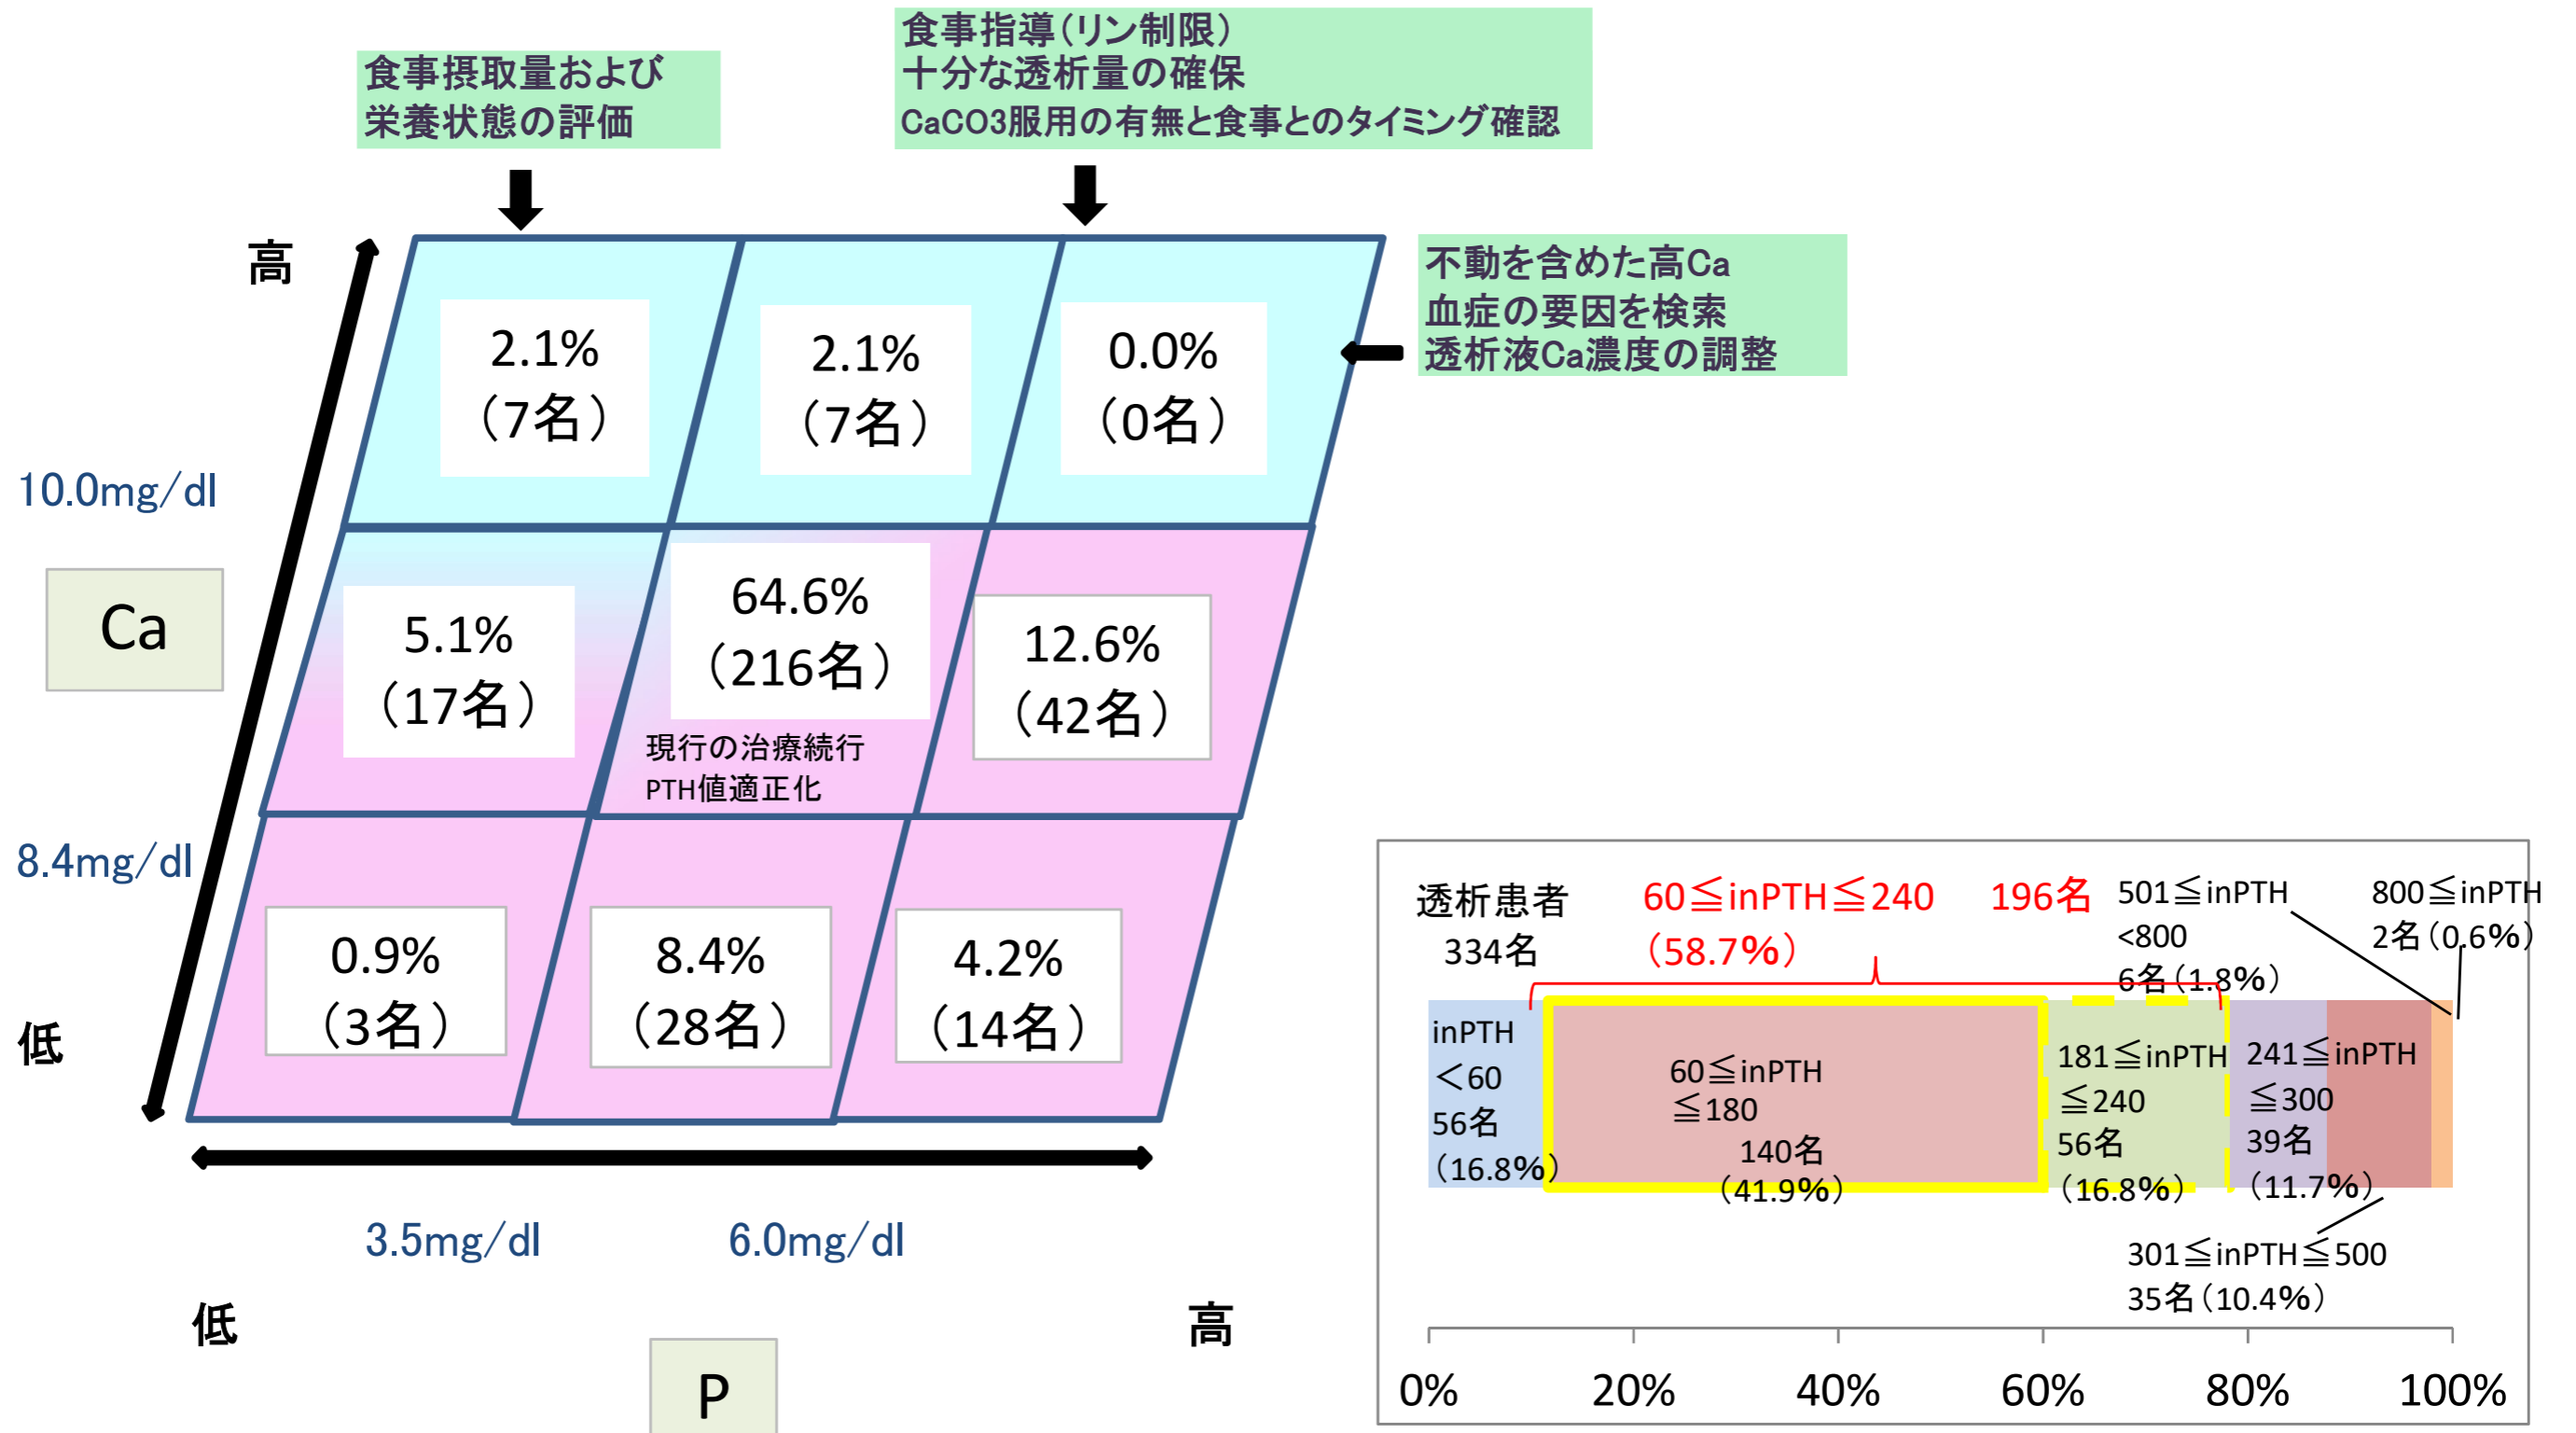 食事摂取量および
栄養状態の評価
食事指導(リン制限)
十分な透析量の確保
CaCO3服用の有無と食事とのタイミング確認
不動を含めた高Ca
血症の要因を検索
透析液Ca濃度の調整
高
10.0mg/dl
Ca
8.4mg/dl
低
2.1%
(7名)
2.1%
(7名)
0.0%
(0名)
5.1%
(17名)
64.6%
(216名)
現行の治療続行
PTH値適正化
12.6%
(42名)
0.9%
(3名)
8.4%
(28名)
4.2%
(14名)
3.5mg/dl
6.0mg/dl
低
高
P
透析患者
334名
60≦inPTH≦240 196名
(58.7%)
501≦inPTH
<800
6名(1.8%)
800≦inPTH
2名(0.6%)
inPTH
<60
56名
(16.8%)
60≦inPTH
≦180
140名
(41.9%)
181≦inPTH
≦240
56名
(16.8%)
241≦inPTH
≦300
39名
(11.7%)
301≦inPTH≦500
35名(10.4%)
0%
20%
40%
60%
80%
100%